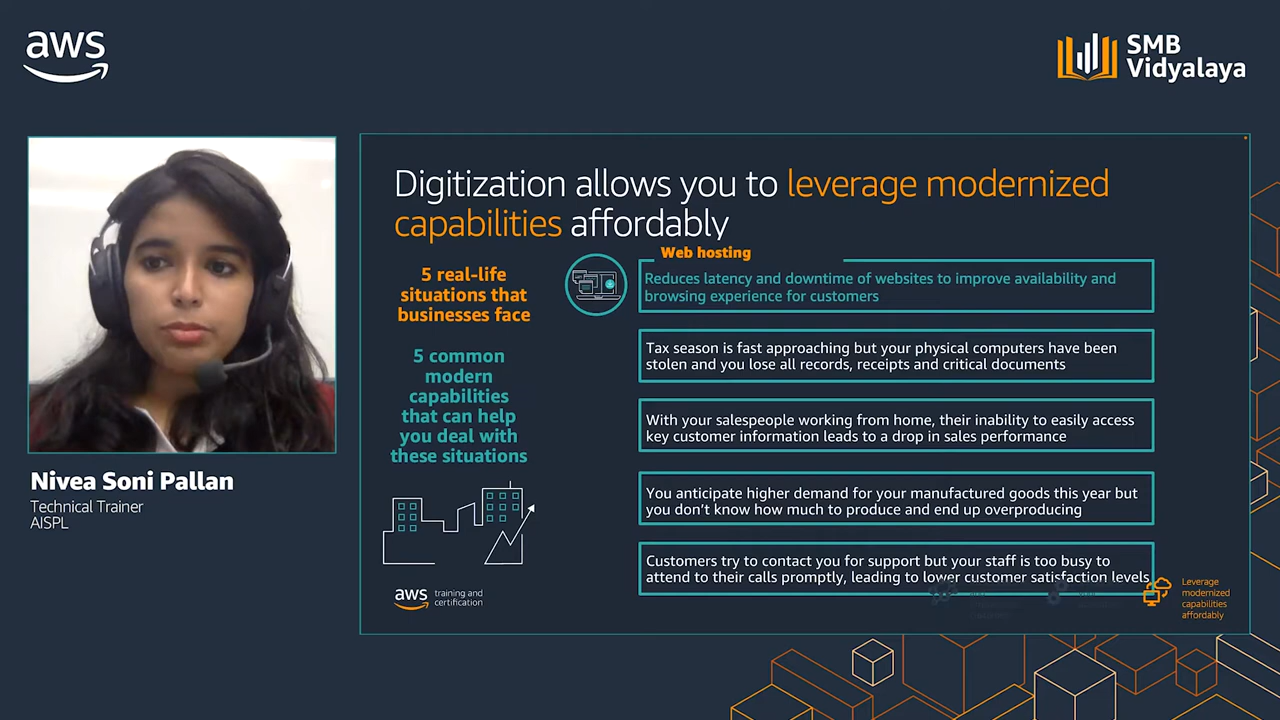 aws
SMB
Vidyalaya
Digitization allows you to leverage modernized
capabilities affordably
5 real-life
situations that
businesses face
5 common
modern
capabilities
that can help
you deal with
these situations
Web hosting
Reduces latency and downtime of websites to improve availability and
browsing experience for customers
Tax season is fast approaching but your physical computers have been
stolen and you lose all records, receipts and critical documents
With your salespeople working from home, their inability to easily access
key customer information leads to a drop in sales performance
You anticipate higher demand for your manufactured goods this year but
you don't know how much to produce and end up overproducing
Customers try to contact you for support but your staff is too busy to
attend to their calls promptly, leading to lower customer satisfaction levels
Nivea Soni Pallan
Technical Trainer
AISPL
aws training and
certification
Leverage
modernized
capabilities
affordably